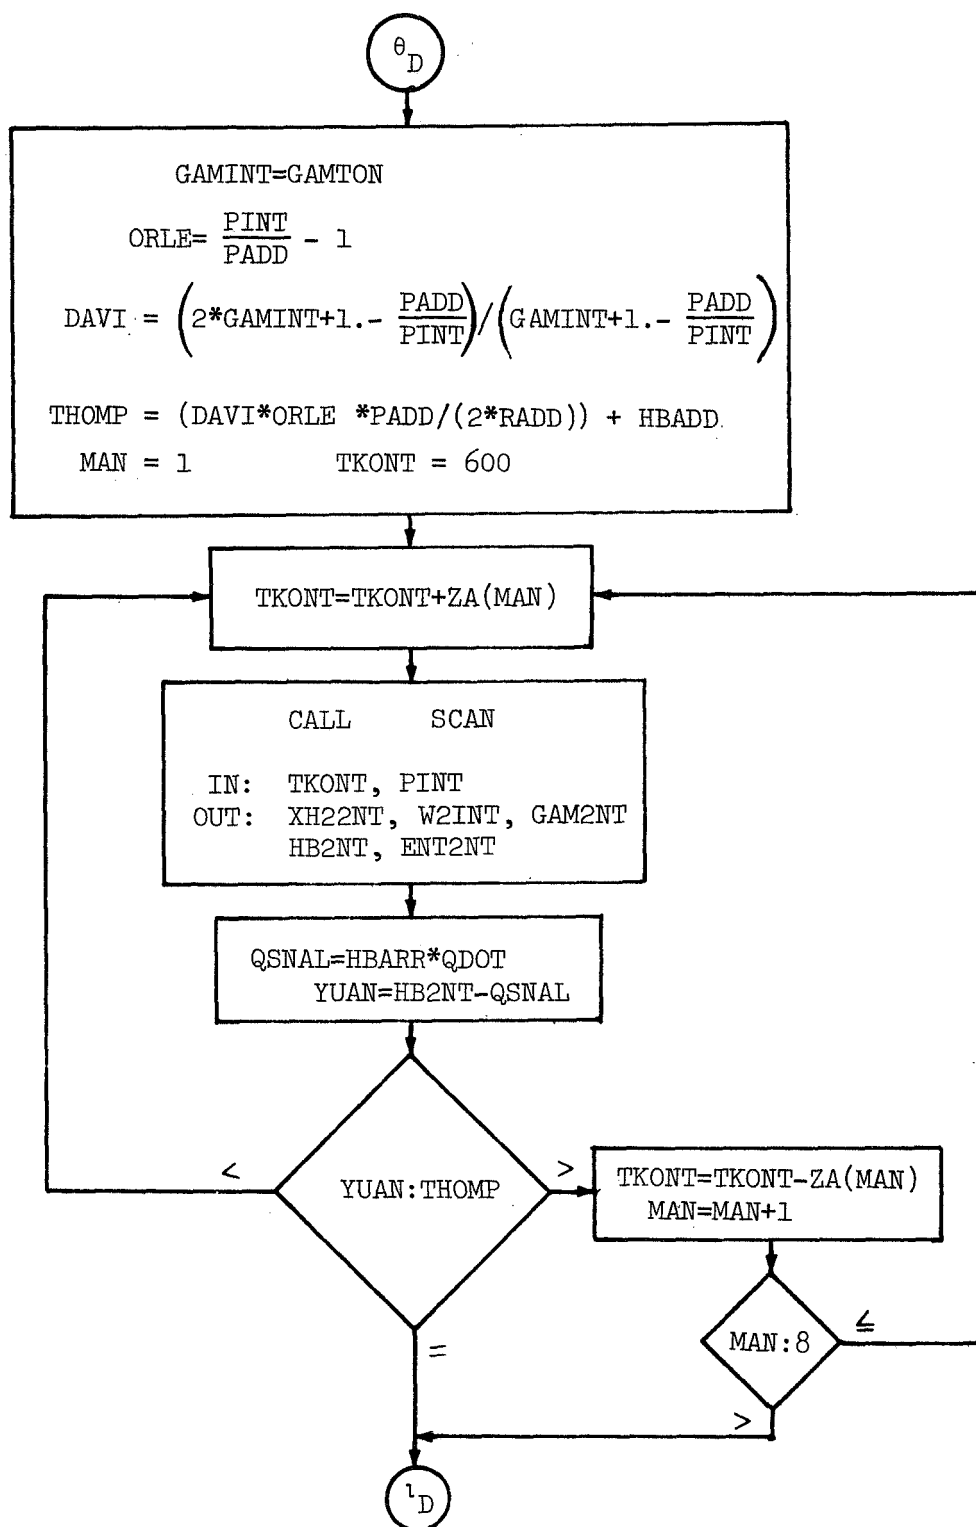 θD
GAMINT=GAMTON
ORLE= PINT/PADD - 1
DAVI = (2*GAMINT+1.- PADD/PINT)/(GAMINT+1.- PADD/PINT)
THOMP = (DAVI*ORLE *PADD/(2*RADD)) + HBADD
MAN = 1 TKONT = 600
TKONT=TKONT+ZA(MAN)
CALL SCAN
IN: TKONT, PINT
OUT: XH22NT, W2INT, GAM2NT
HB2NT, ENT2NT
QSNAL=HBARR*QDOT
YUAN=HB2NT-QSNAL
< YUAN:THOMP >
TKONT=TKONT-ZA(MAN)
MAN=MAN+1
MAN:8 ≦
=
>
ιD